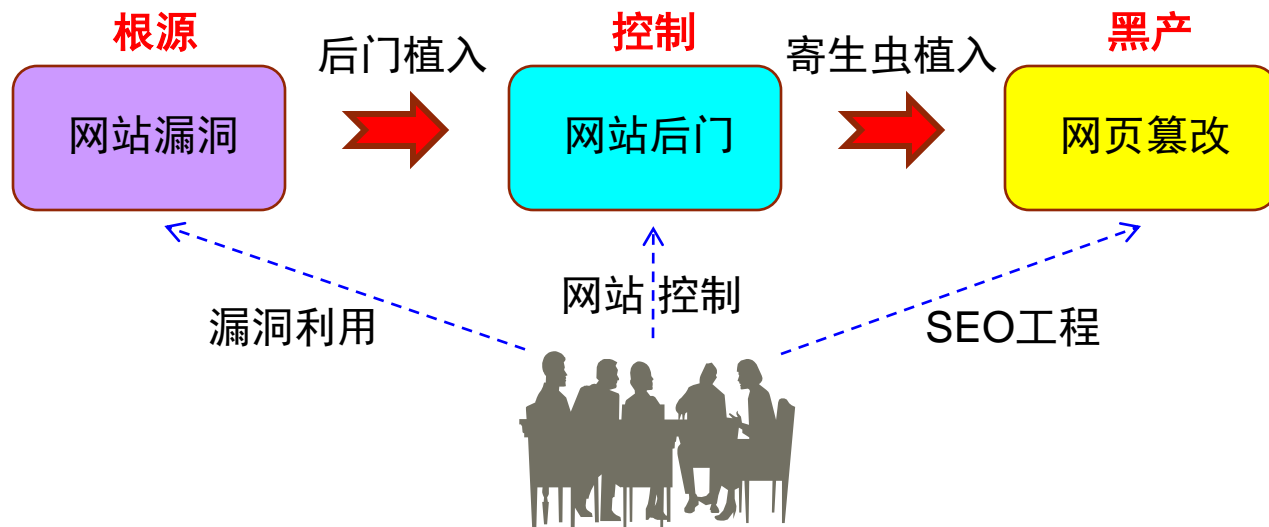 根源
控制
黑产
后门植入
寄生虫植入
网站漏洞
网站后门
网页篡改
网站 控制
漏洞利用
SEO工程